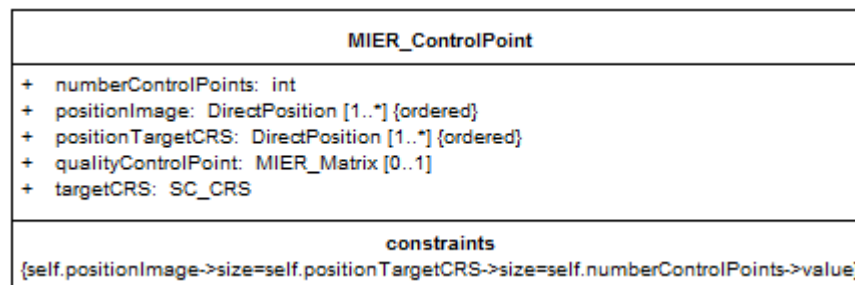 MIER_ControlPoint
+ numberControlPoints: int
+ positionImage: DirectPosition [1..*] {ordered}
+ positionTargetCRS: DirectPosition [1..*] {ordered}
+ qualityControlPoint: MIER_Matrix [0..1]
+ targetCRS: SC_CRS
constraints
{self.positionImage->size=self.positionTargetCRS->size=self.numberControlPoints->value}